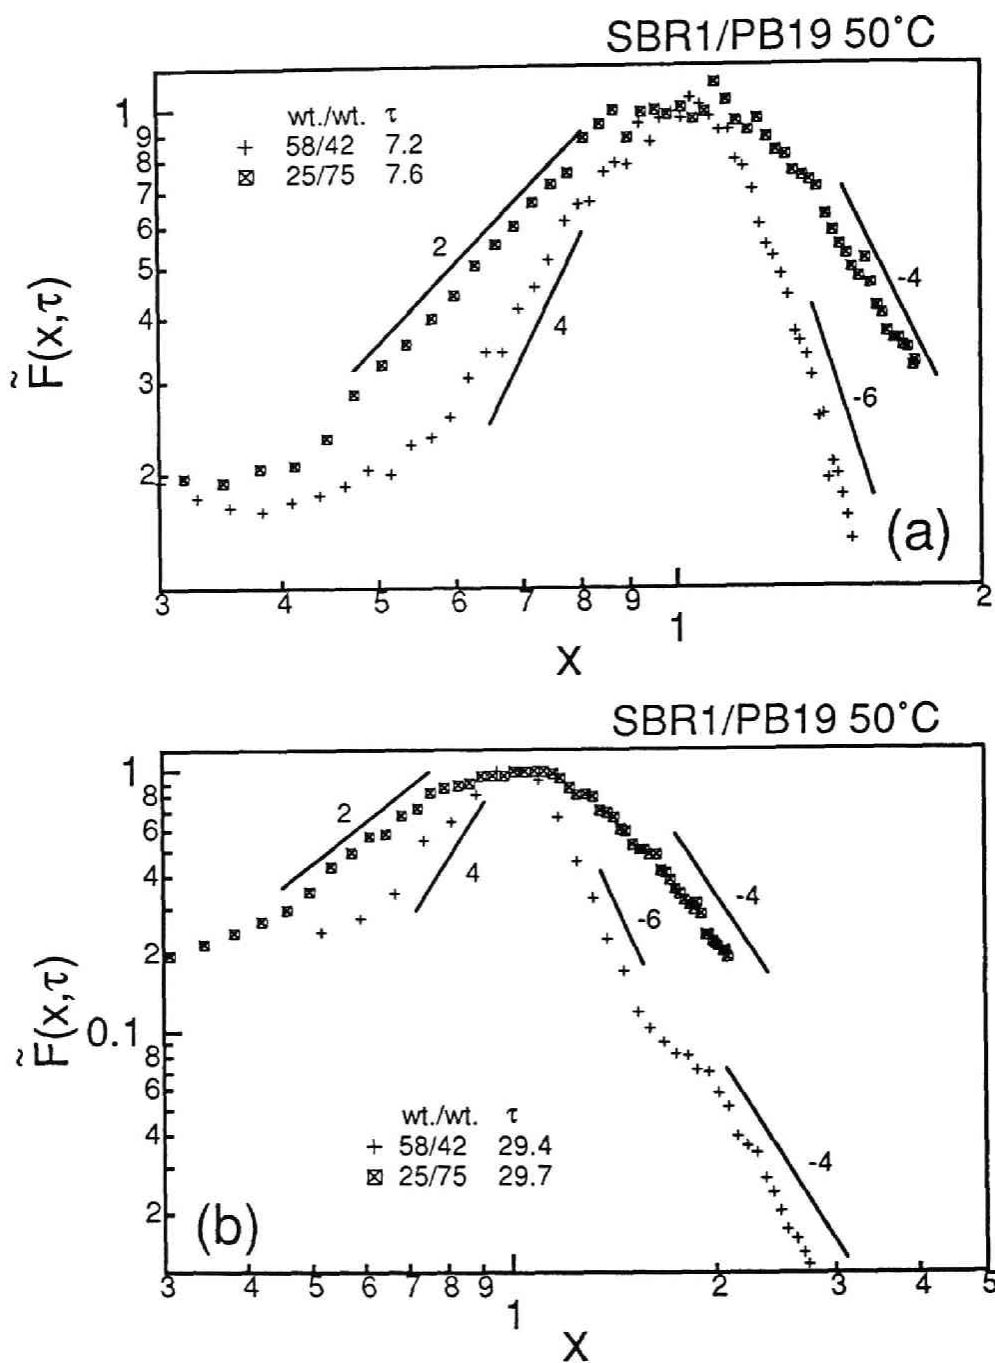 SBR1/PB19 50°C
wt./wt. τ
+ 58/42 7.2
⊠ 25/75 7.6
1
9
8
7
6
5
4
3
2
F̃(x,τ)
2
4
-4
-6
(a)
3 4 5 6 7 8 9 1 2
X
SBR1/PB19 50°C
1
8
6
4
2
0.1
8
6
4
2
F̃(x,τ)
2
4
-6
-4
-4
wt./wt. τ
+ 58/42 29.4
⊠ 25/75 29.7
(b)
3 4 5 6 7 8 9 1 2 3 4 5
X